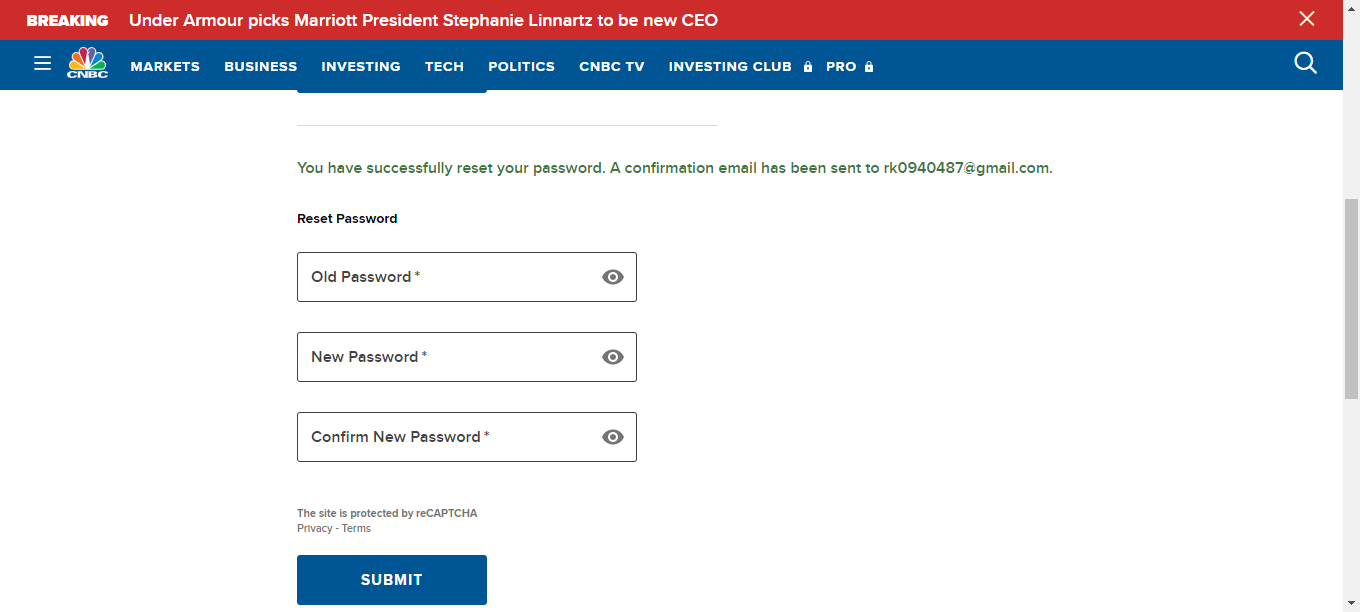 BREAKING Under Armour picks Marriott President Stephanie Linnartz to be new CEO
CNBC MARKETS BUSINESS INVESTING TECH POLITICS CNBC TV INVESTING CLUB PRO
You have successfully reset your password. A confirmation email has been sent to rk0940487@gmail.com.
Reset Password
Old Password *
New Password *
Confirm New Password *
The site is protected by reCAPTCHA
Privacy - Terms
SUBMIT